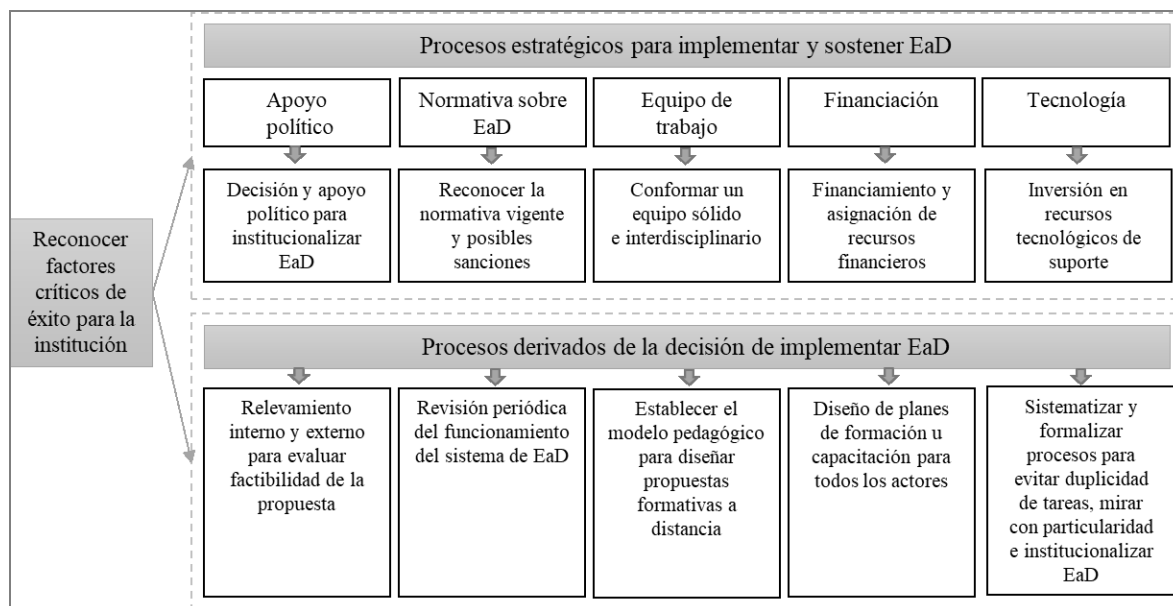 Reconocer
factores
críticos de
éxito para la
institución
Procesos estratégicos para implementar y sostener EaD
Apoyo
político
Normativa sobre
EaD
Equipo de
trabajo
Financiación
Tecnología
Decisión y apoyo
político para
institucionalizar
EaD
Reconocer la
normativa vigente
y posibles
sanciones
Conformar un
equipo sólido
e interdisciplinario
Financiamiento y
asignación de
recursos
financieros
Inversión en
recursos
tecnológicos de
suporte
Procesos derivados de la decisión de implementar EaD
Relevamiento
interno y externo
para evaluar
factibilidad de la
propuesta
Revisión periódica
del funcionamiento
del sistema de EaD
Establecer el
modelo pedagógico
para diseñar
propuestas
formativas a
distancia
Diseño de planes
de formación u
capacitación para
todos los actores
Sistematizar y
formalizar
procesos para
evitar duplicidad
de tareas, mirar
con particularidad
e institucionalizar
EaD